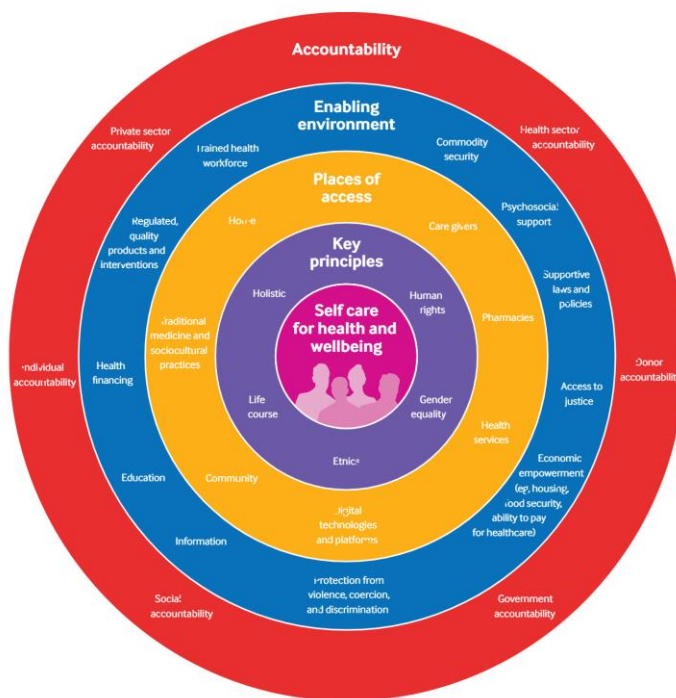 Accountability
Enabling
environment
Private sector
accountability
Health sector
accountability
Trained health
workforce
Commodity
security
Places of
access
Psychosocial
support
Regulated,
quality
products and
interventions
Home
Care givers
Key
principles
Supportive
laws and
policies
Holistic
Human
rights
Self care
for health and
wellbeing
Traditional
medicine and
sociocultural
practices
Pharmacies
Individual
accountability
Health
financing
Donor
accountability
Access to
justice
Life
course
Gender
equality
Health
services
Ethics
Education
Community
Economic
empowerment
(eg, housing,
food security,
ability to pay
for healthcare)
Digital
technologies
and platforms
Information
Protection from
violence, coercion,
and discrimination
Social
accountability
Government
accountability